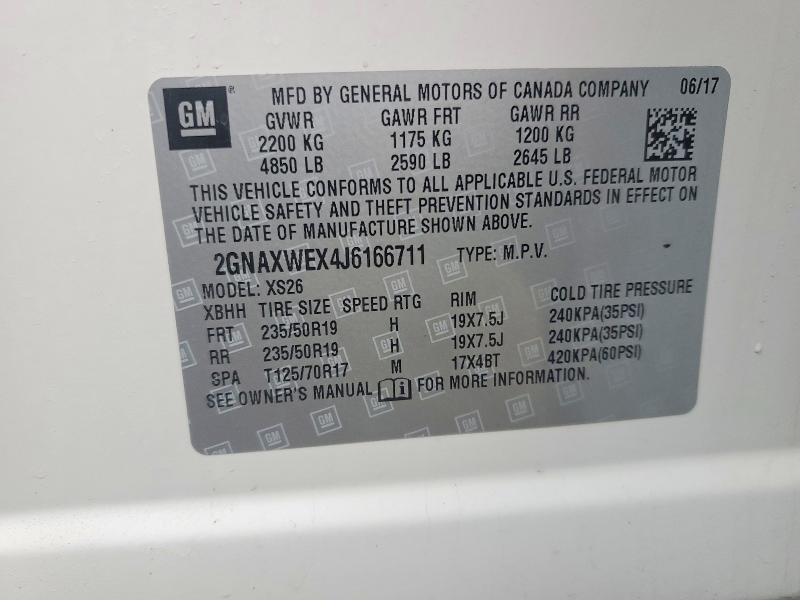 GM ® MFD BY GENERAL MOTORS OF CANADA COMPANY 06/17
GVWR GAWR FRT GAWR RR
2200 KG 1175 KG 1200 KG
4850 LB 2590 LB 2645 LB
THIS VEHICLE CONFORMS TO ALL APPLICABLE U.S. FEDERAL MOTOR
VEHICLE SAFETY AND THEFT PREVENTION STANDARDS IN EFFECT ON
THE DATE OF MANUFACTURE SHOWN ABOVE.
2GNAXWEX4J6166711 TYPE: M.P.V.
MODEL: XS26
XBHH TIRE SIZE SPEED RTG RIM COLD TIRE PRESSURE
FRT 235/50R19 H 19X7.5J 240KPA(35PSI)
RR 235/50R19 H 19X7.5J 240KPA(35PSI)
SPA T125/70R17 M 17X4BT 420KPA(60PSI)
SEE OWNER'S MANUAL FOR MORE INFORMATION.